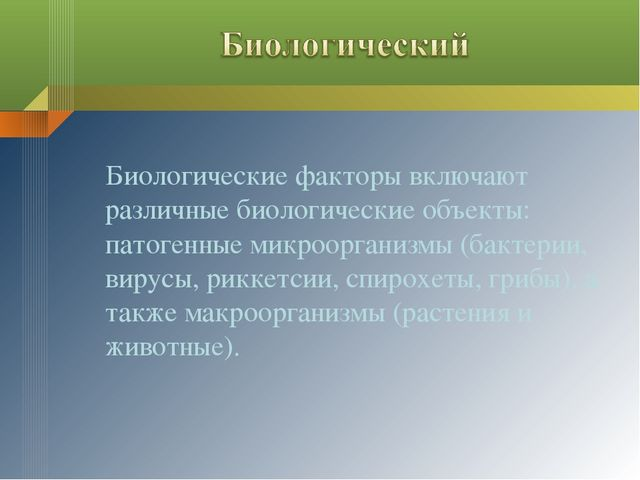 Биологический
Биологические факторы включают
различные биологические объекты:
патогенные микроорганизмы (бактерии,
вирусы, риккетсии, спирохеты, грибы), а
также макроорганизмы (растения и
животные).